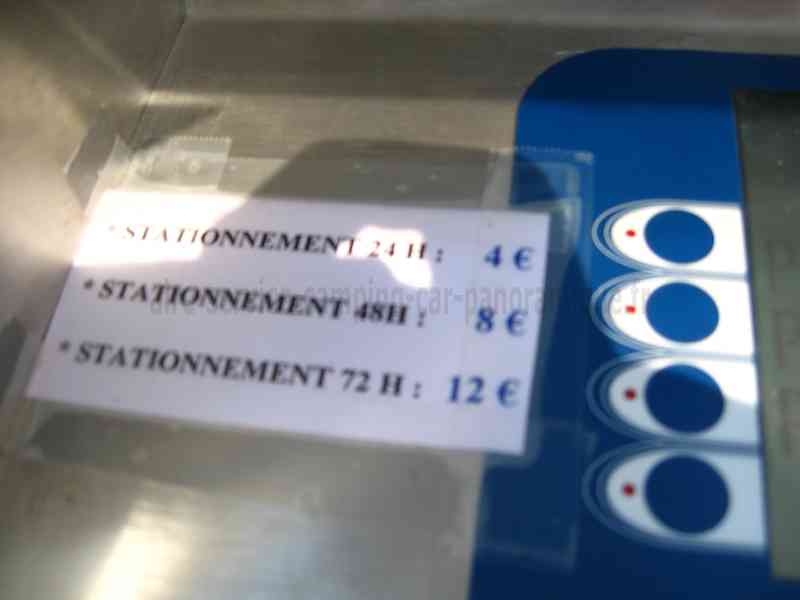 * STATIONNEMENT 24 H : 4 €
* STATIONNEMENT 48H : 8 €
* STATIONNEMENT 72 H : 12 €